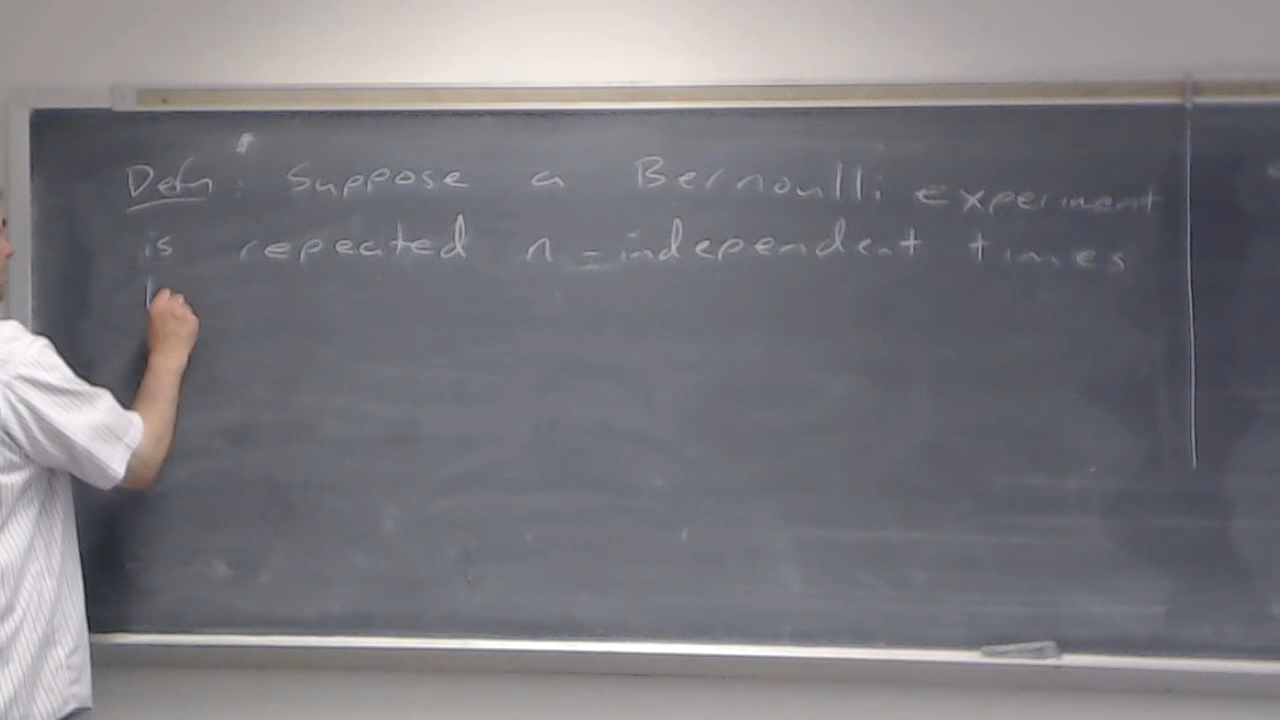 Defn: Suppose a Bernoulli experiment
is repeated n - independent times